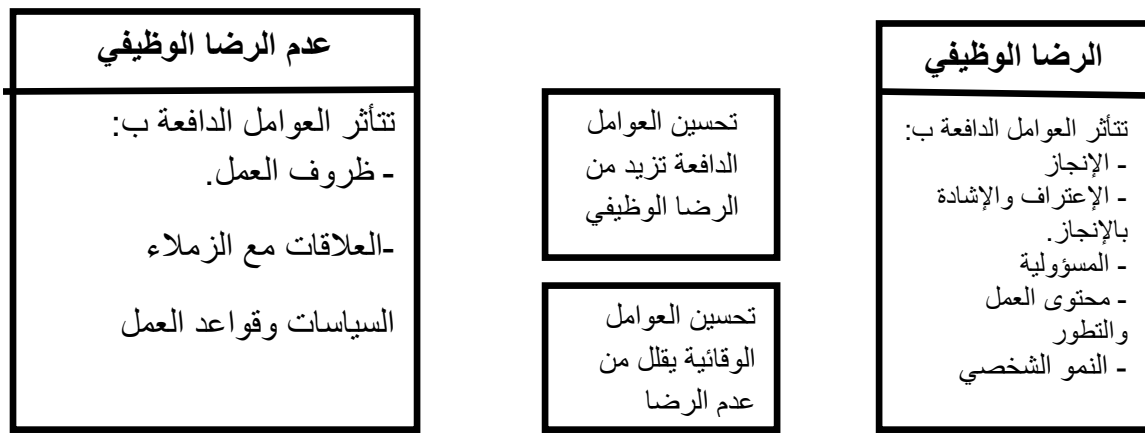 الرضا الوظيفي
تتأثر العوامل الدافعة ب:
- الإنجاز
- الإعتراف والإشادة
بالإنجاز.
- المسؤولية
- محتوى العمل
والتطور
- النمو الشخصي
تحسين العوامل
الدافعة تزيد من
الرضا الوظيفي
تحسين العوامل
الوقائية يقلل من
عدم الرضا
عدم الرضا الوظيفي
تتأثر العوامل الدافعة ب:
- ظروف العمل.
-العلاقات مع الزملاء
السياسات وقواعد العمل